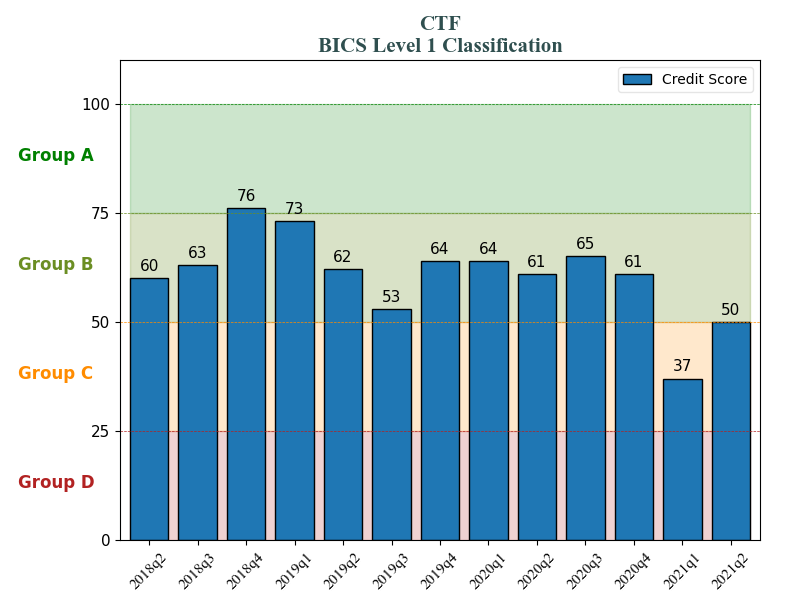 CTF
BICS Level 1 Classification
Credit Score
100
Group A
76
75
73
Group B
60
63
62
53
64
64
61
65
61
50
50
37
Group C
25
Group D
0
2018q2
2018q3
2018q4
2019q1
2019q2
2019q3
2019q4
2020q1
2020q2
2020q3
2020q4
2021q1
2021q2